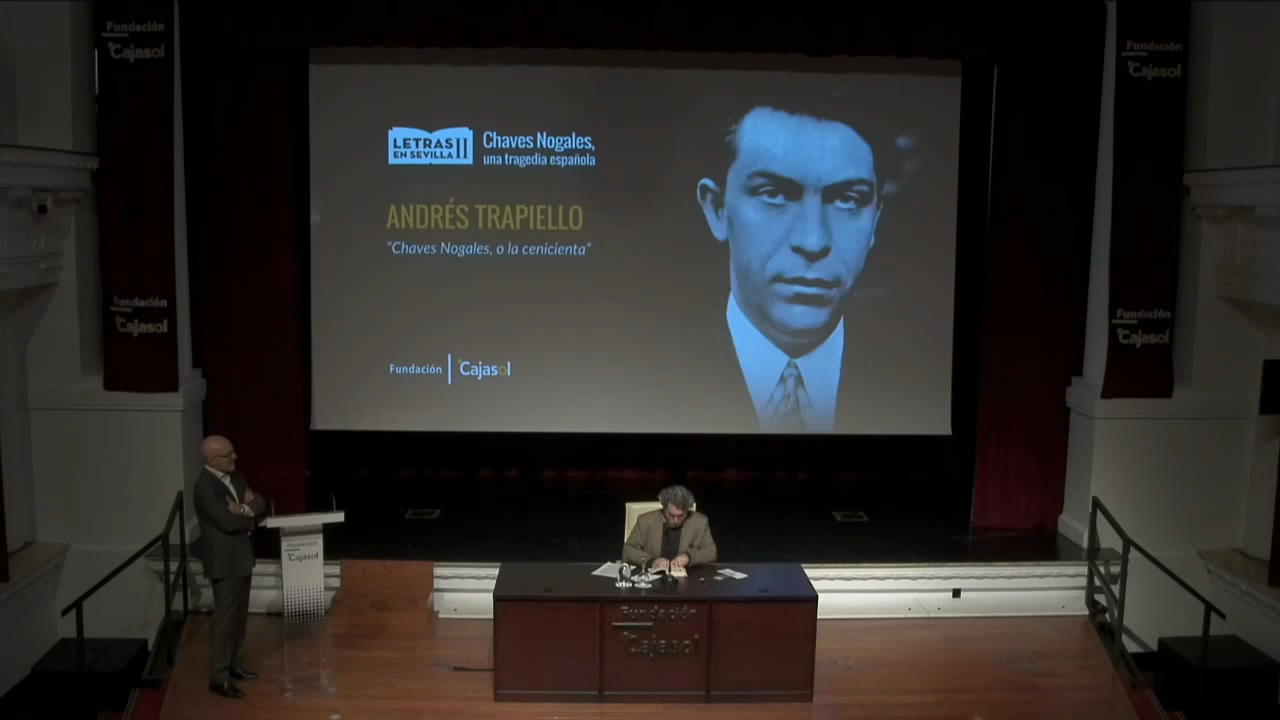 Fundación
Cajasol
Fundación
Cajasol
LETRAS II
EN SEVILLA
Chaves Nogales,
una tragedia española
ANDRÉS TRAPIELLO
"Chaves Nogales, o la cenicienta"
Fundación
Cajasol
Fundación
Cajasol
Fundación
Cajasol
Fundación
Cajasol
Fundación
Cajasol